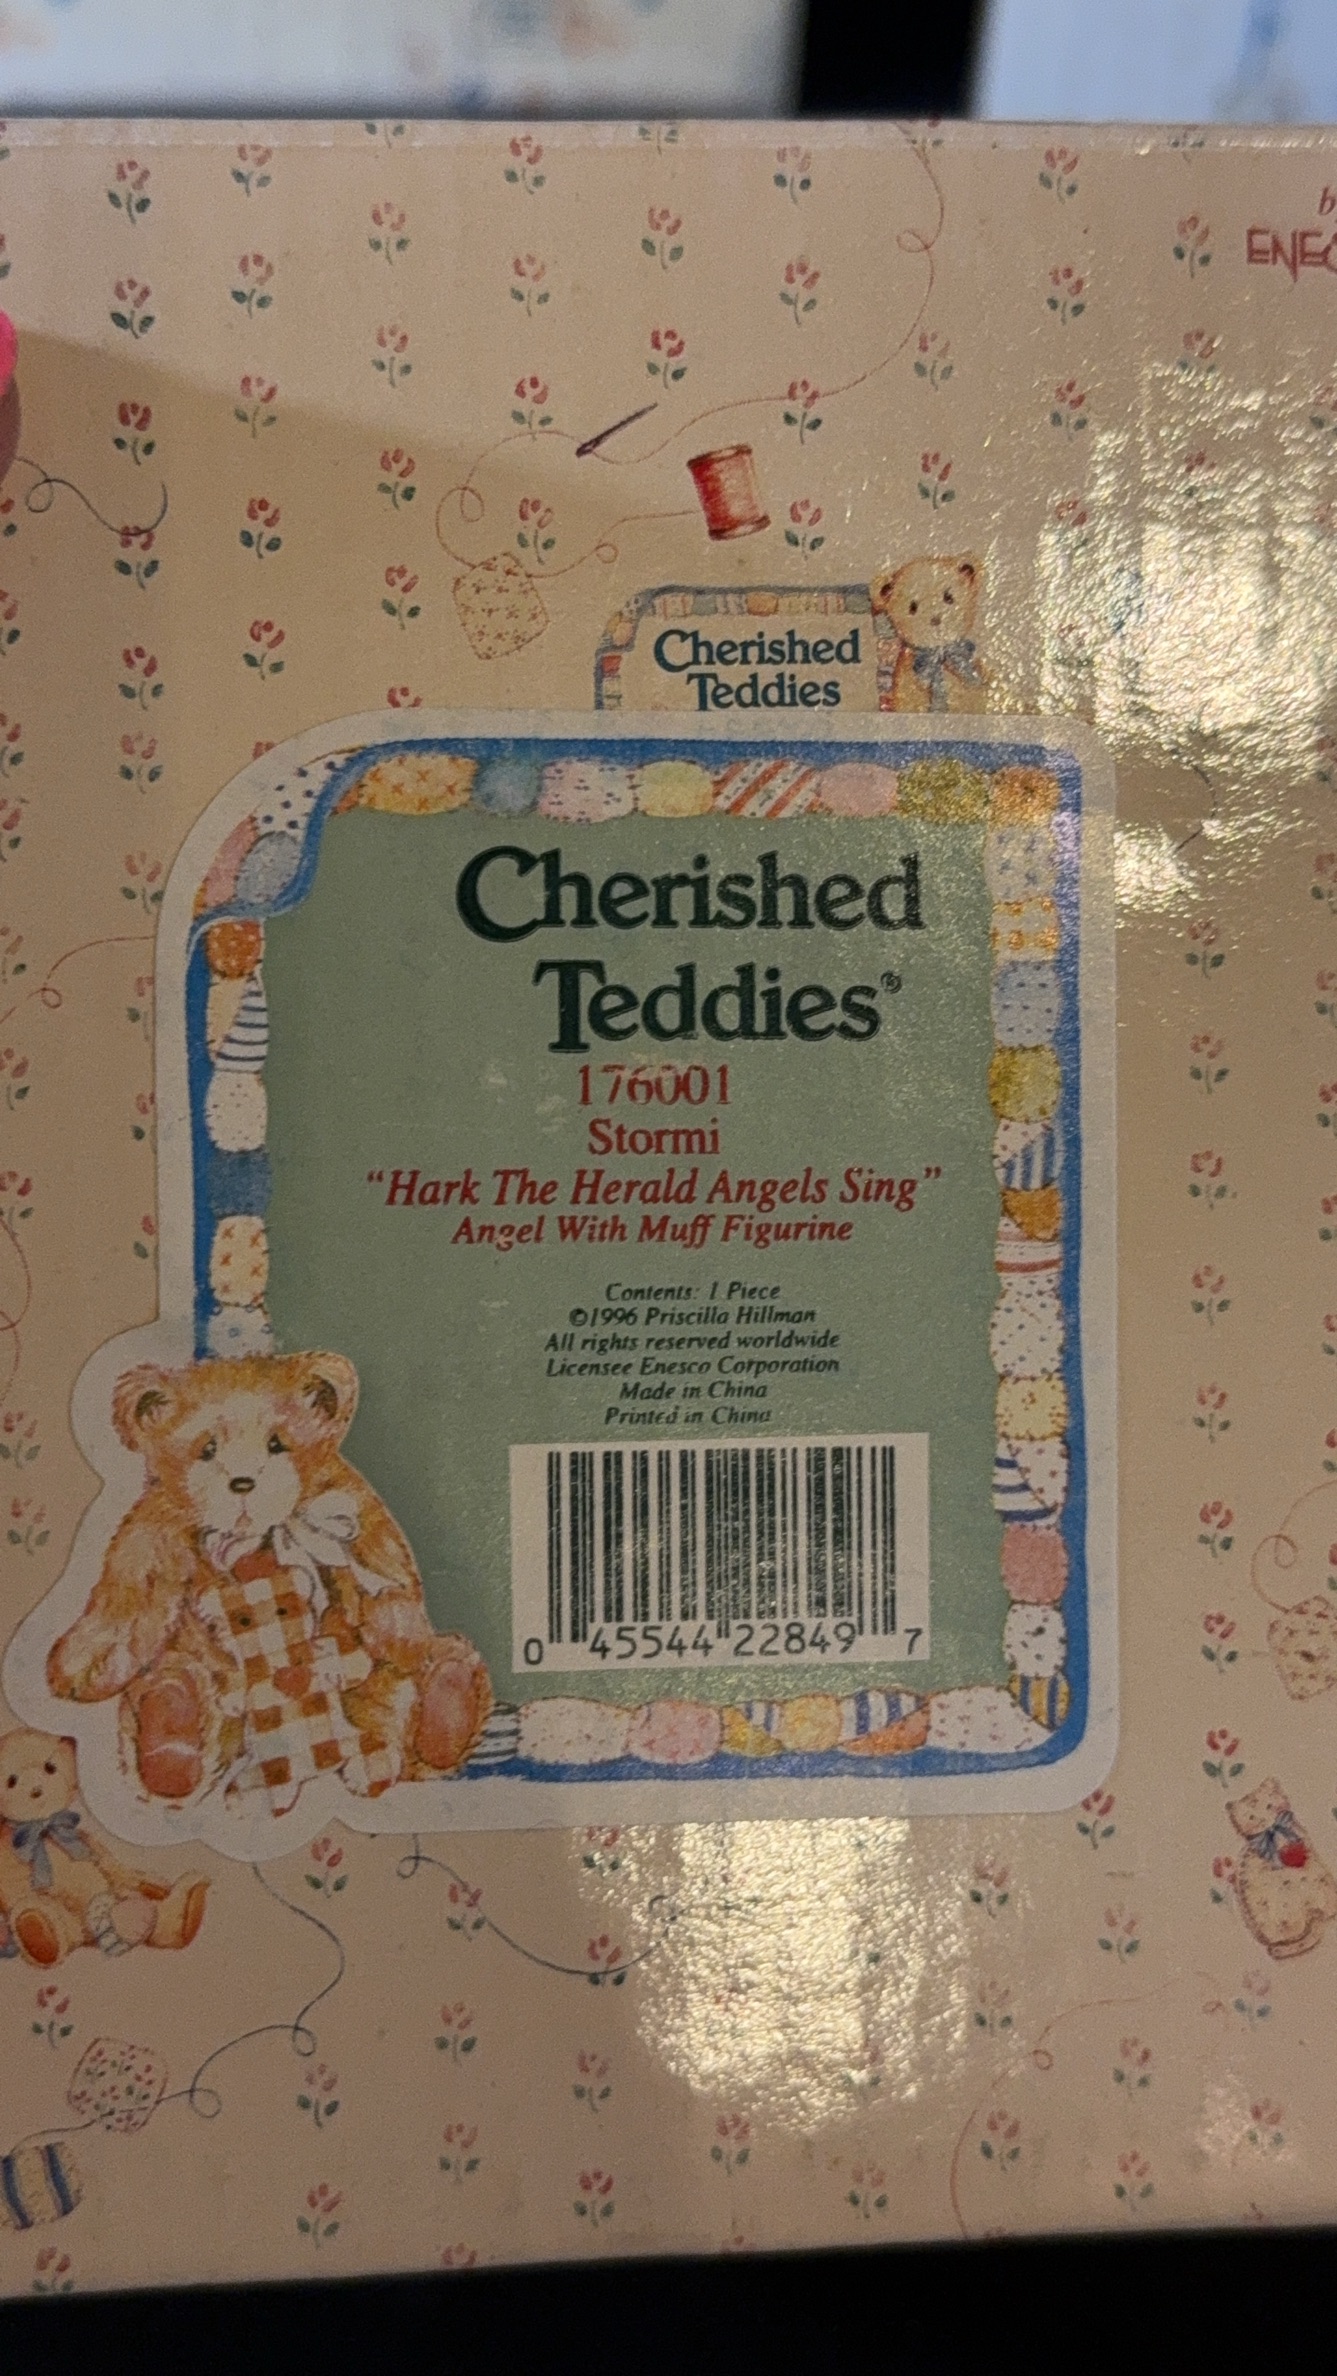 Cherished
Teddies
Cherished
Teddies®
176001
Stormi
“Hark The Herald Angels Sing”
Angel With Muff Figurine
Contents: 1 Piece
©1996 Priscilla Hillman
All rights reserved worldwide
Licensee Enesco Corporation
Made in China
Printed in China
0 45544 22849 7